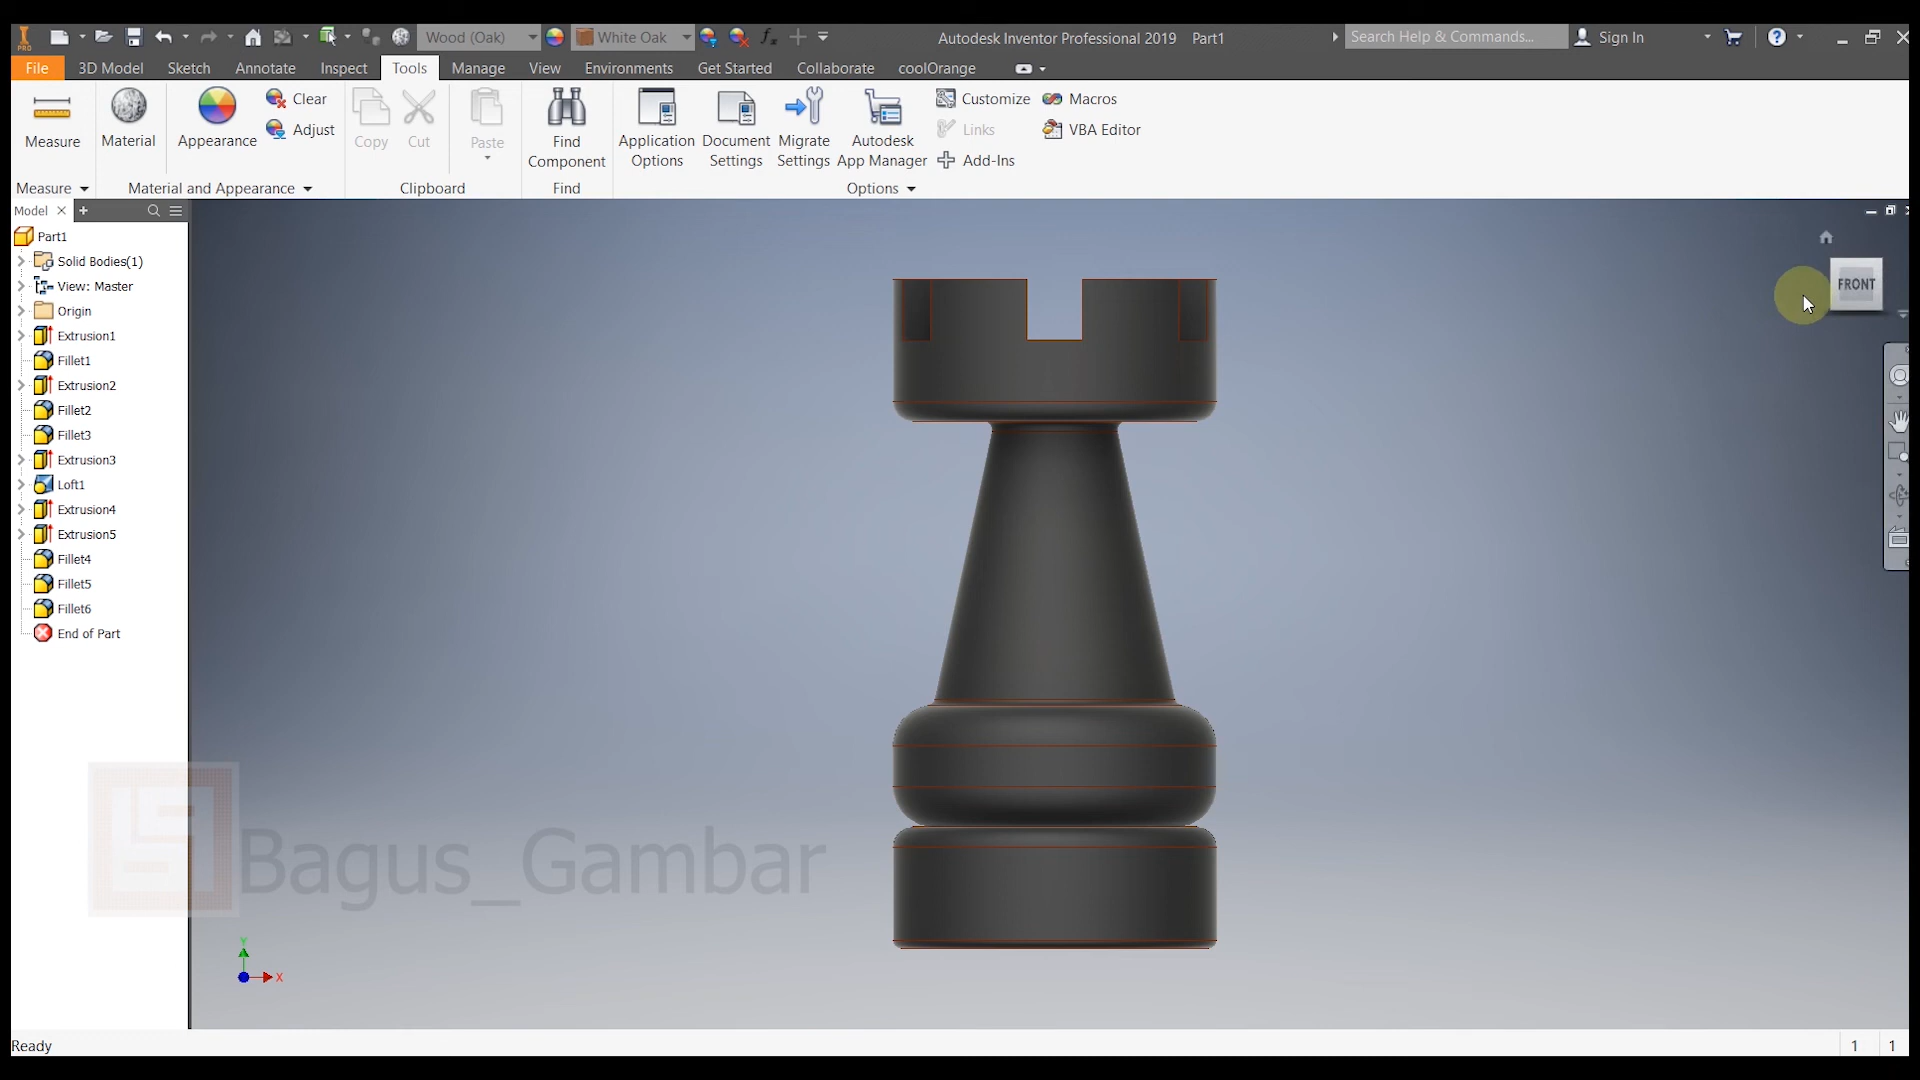 PRO
Wood (Oak)
White Oak
Autodesk Inventor Professional 2019 Part1
Search Help & Commands...
Sign In
File
3D Model
Sketch
Annotate
Inspect
Tools
Manage
View
Environments
Get Started
Collaborate
coolOrange
Measure
Material
Appearance
Clear
Adjust
Copy
Cut
Paste
Find
Component
Application
Options
Document
Settings
Migrate
Settings
Autodesk
App Manager
Customize
Links
Add-Ins
Macros
VBA Editor
Measure
Material and Appearance
Clipboard
Find
Options
Model
Part1
Solid Bodies(1)
View: Master
Origin
Extrusion1
Fillet1
Extrusion2
Fillet2
Fillet3
Extrusion3
Loft1
Extrusion4
Extrusion5
Fillet4
Fillet5
Fillet6
End of Part
FRONT
Bagus_Gambar
Y
X
Ready
1 1